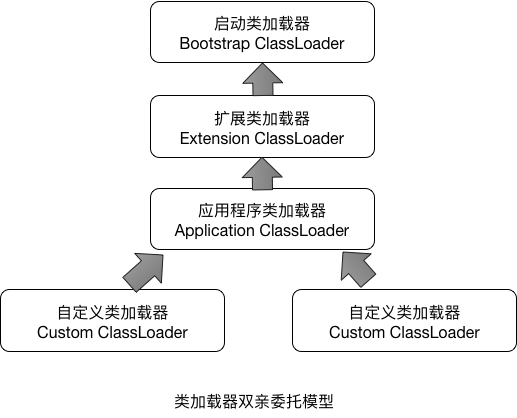 启动类加载器
Bootstrap ClassLoader
扩展类加载器
Extension ClassLoader
应用程序类加载器
Application ClassLoader
自定义类加载器
Custom ClassLoader
自定义类加载器
Custom ClassLoader
类加载器双亲委托模型